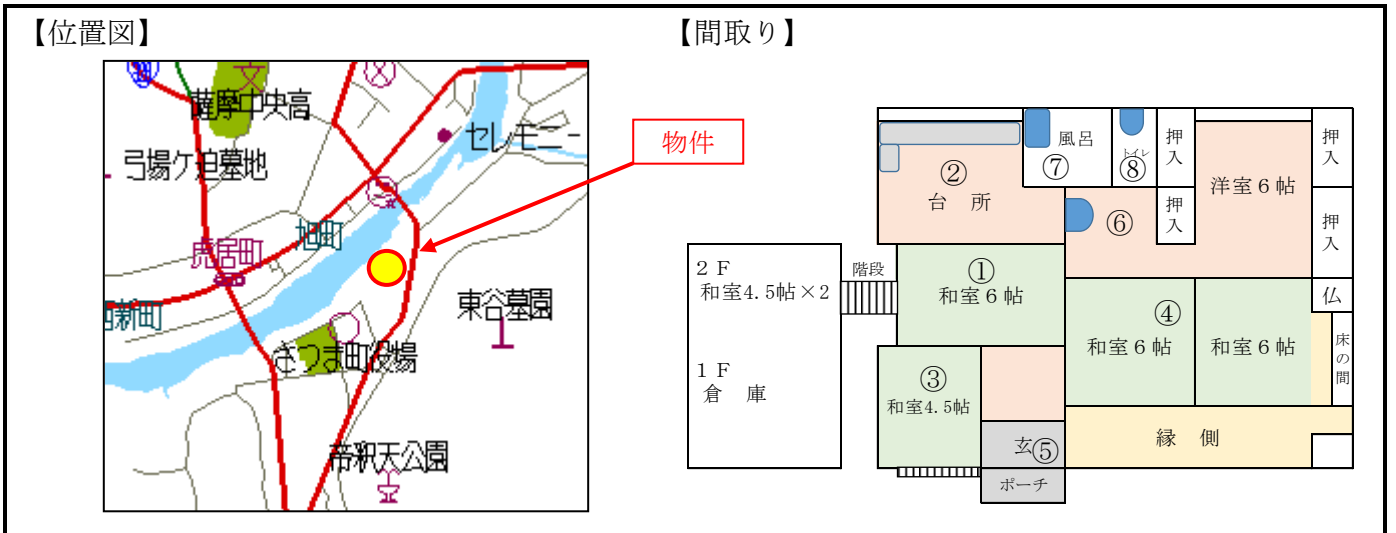 【位置図】
【間取り】
薩摩中央高
セレモニー
弓場ケ迫墓地
物件
旭町
虎居町
東谷墓園
さつま町役場
帝釈天公園
風呂
トイレ
⑦
⑧
押入
押入
②
台 所
洋室6帖
⑥
押入
押入
2F
和室4.5帖×2
階段
①
和室6帖
仏
④
和室6帖
和室6帖
床の間
1F
倉 庫
③
和室4.5帖
玄⑤
縁 側
ポーチ